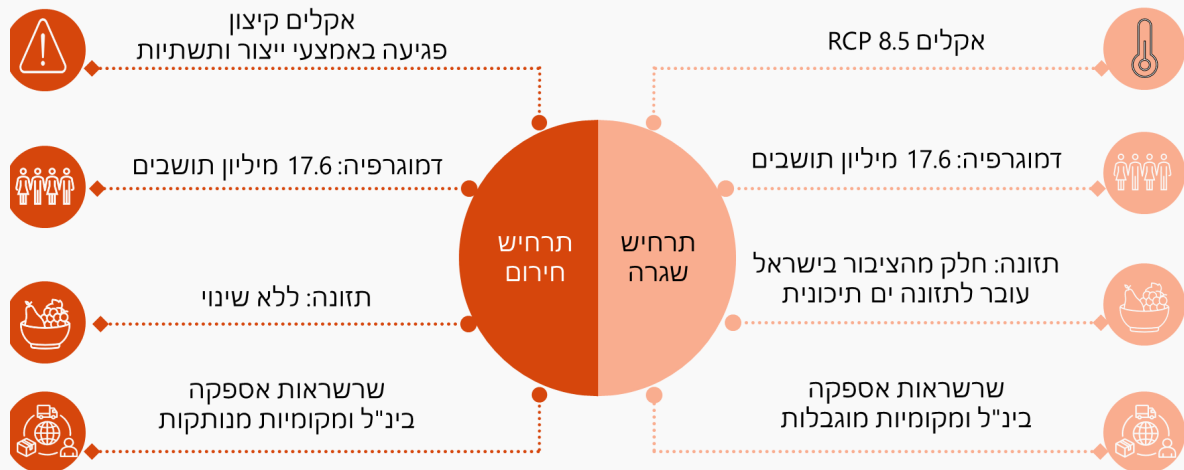 אקלים RCP 8.5
דמוגרפיה: 17.6 מיליון תושבים
תזונה: חלק מהציבור בישראל
עובר לתזונה ים תיכונית
שרשראות אספקה
בינ"ל ומקומיות מוגבלות
תרחיש
שגרה
תרחיש
חירום
אקלים קיצון
פגיעה באמצעי ייצור ותשתיות
דמוגרפיה: 17.6 מיליון תושבים
תזונה: ללא שינוי
שרשראות אספקה
בינ"ל ומקומיות מנותקות